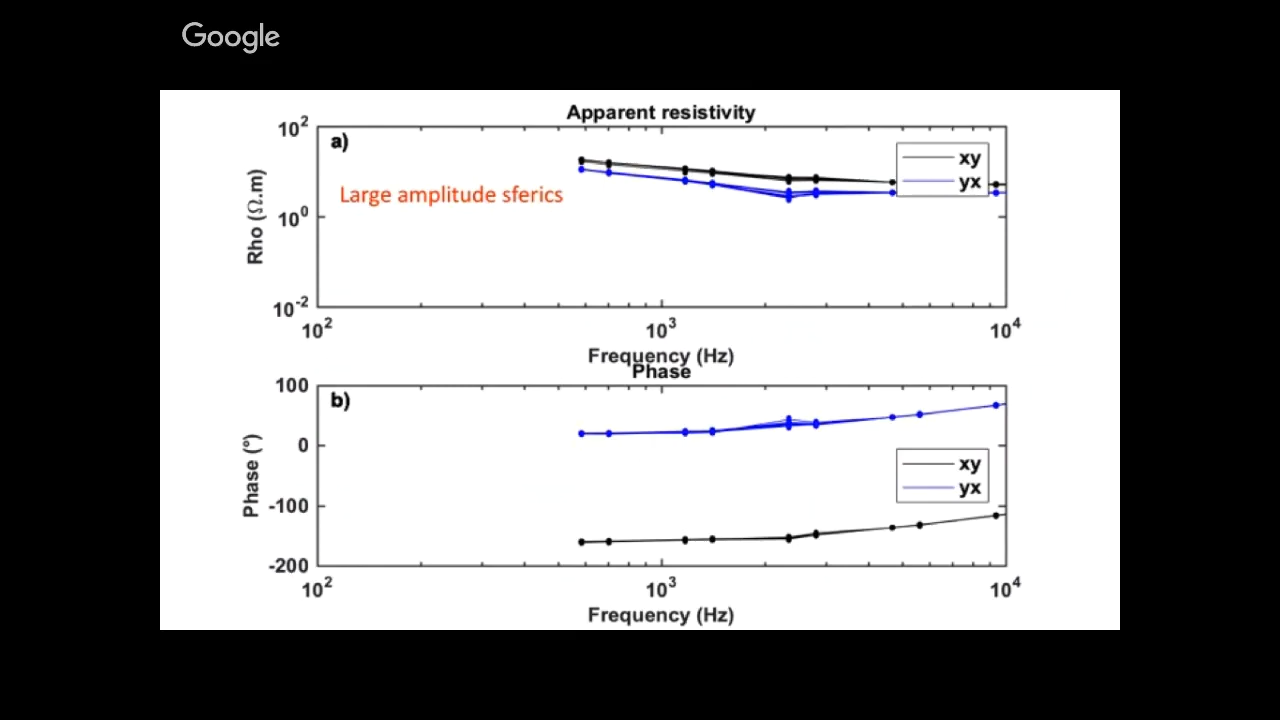 Google
Apparent resistivity
a)
Large amplitude sferics
xy
yx
Rho (Ω.m)
10^2
10^0
10^-2
10^2
10^3
10^4
Frequency (Hz)
Phase
b)
xy
yx
Phase (°)
100
0
-100
-200
10^2
10^3
10^4
Frequency (Hz)